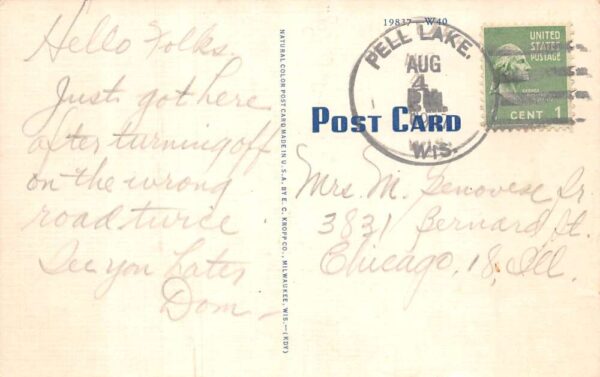 Hello Folks.
Just got here
after turning off
on the wrong
road twice
See you Later
Dom
NATURAL COLOR POST CARD MADE IN U.S.A. BY E. C. KROPP CO., MILWAUKEE, WIS.—(KDY)
19837 W40
POST CARD
PELL LAKE.
AUG
4
P.M.
WIS.
UNITED
STATES
POSTAGE
CENT 1
Mrs. M. Genovese Sr.
3831 Bernard St.
Chicago, 18, Ill.